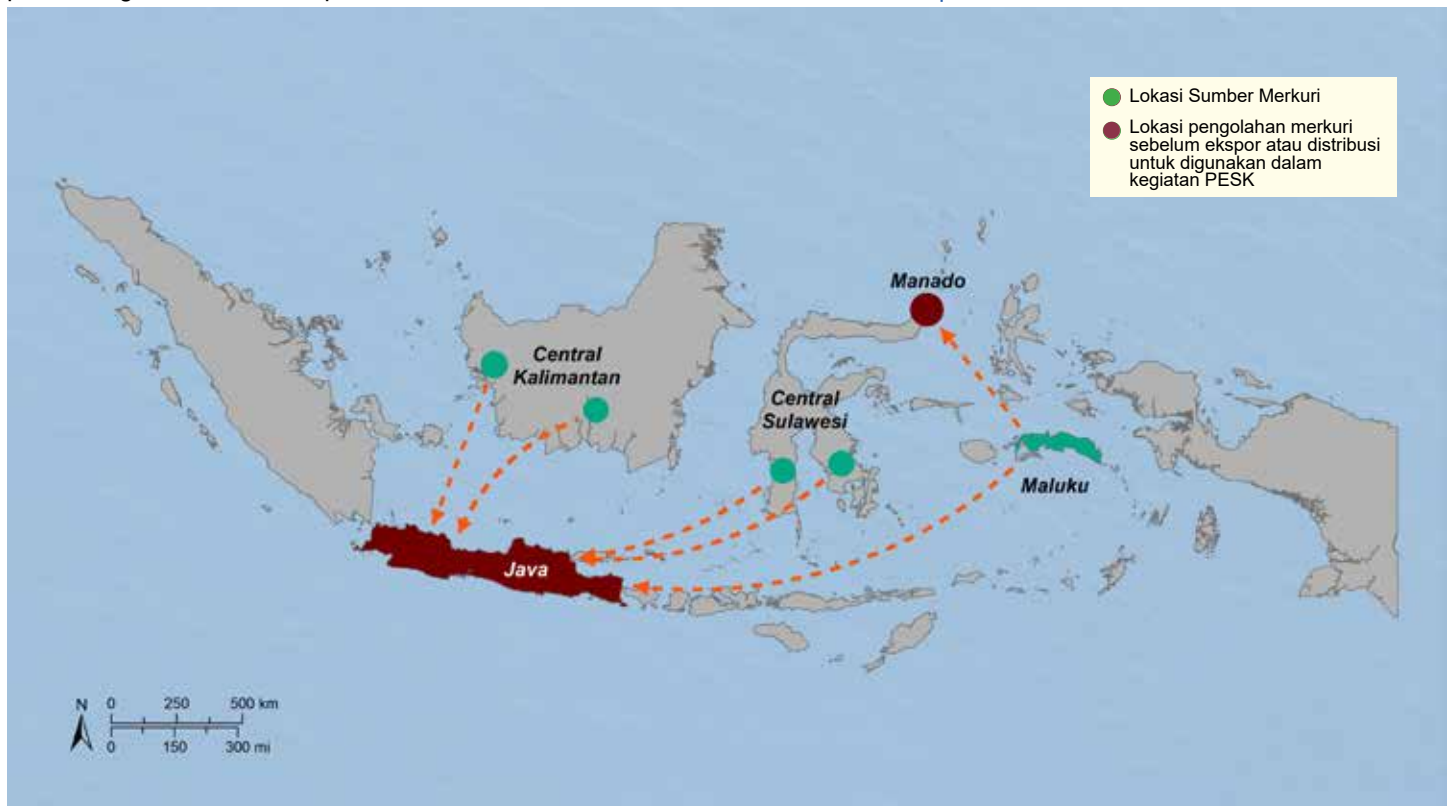 Lokasi Sumber Merkuri
Lokasi pengolahan merkuri
sebelum ekspor atau distribusi
untuk digunakan dalam
kegiatan PESK
Manado
Central
Kalimantan
Central
Sulawesi
Maluku
Java
N 0 250 500 km
0 150 300 mi